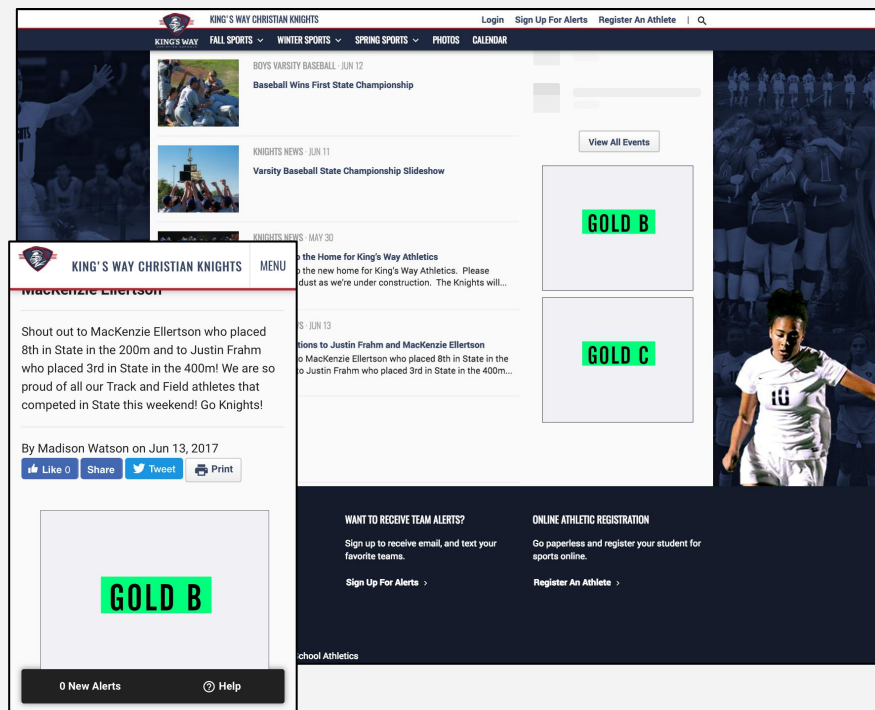 KING'S WAY CHRISTIAN KNIGHTS
Login Sign Up For Alerts Register An Athlete |
KING'S WAY FALL SPORTS WINTER SPORTS SPRING SPORTS PHOTOS CALENDAR
BOYS VARSITY BASEBALL · JUN 12
Baseball Wins First State Championship
KNIGHTS NEWS · JUN 11
Varsity Baseball State Championship Slideshow
KNIGHTS NEWS · MAY 30
the Home for King's Way Athletics
the new home for King's Way Athletics. Please
dust as we're under construction. The Knights will...
· JUN 13
to Justin Frahm and MacKenzie Ellertson
MacKenzie Ellertson who placed 8th in State in the
Justin Frahm who placed 3rd in State in the 400m...
View All Events
GOLD B
GOLD C
10
WANT TO RECEIVE TEAM ALERTS?
Sign up to receive email, and text your
favorite teams.
Sign Up For Alerts >
ONLINE ATHLETIC REGISTRATION
Go paperless and register your student for
sports online.
Register An Athlete >
School Athletics
KING'S WAY CHRISTIAN KNIGHTS MENU
MacKenzie Ellertson
Shout out to MacKenzie Ellertson who placed
8th in State in the 200m and to Justin Frahm
who placed 3rd in State in the 400m! We are so
proud of all our Track and Field athletes that
competed in State this weekend! Go Knights!
By Madison Watson on Jun 13, 2017
Like 0 Share Tweet Print
GOLD B
0 New Alerts Help